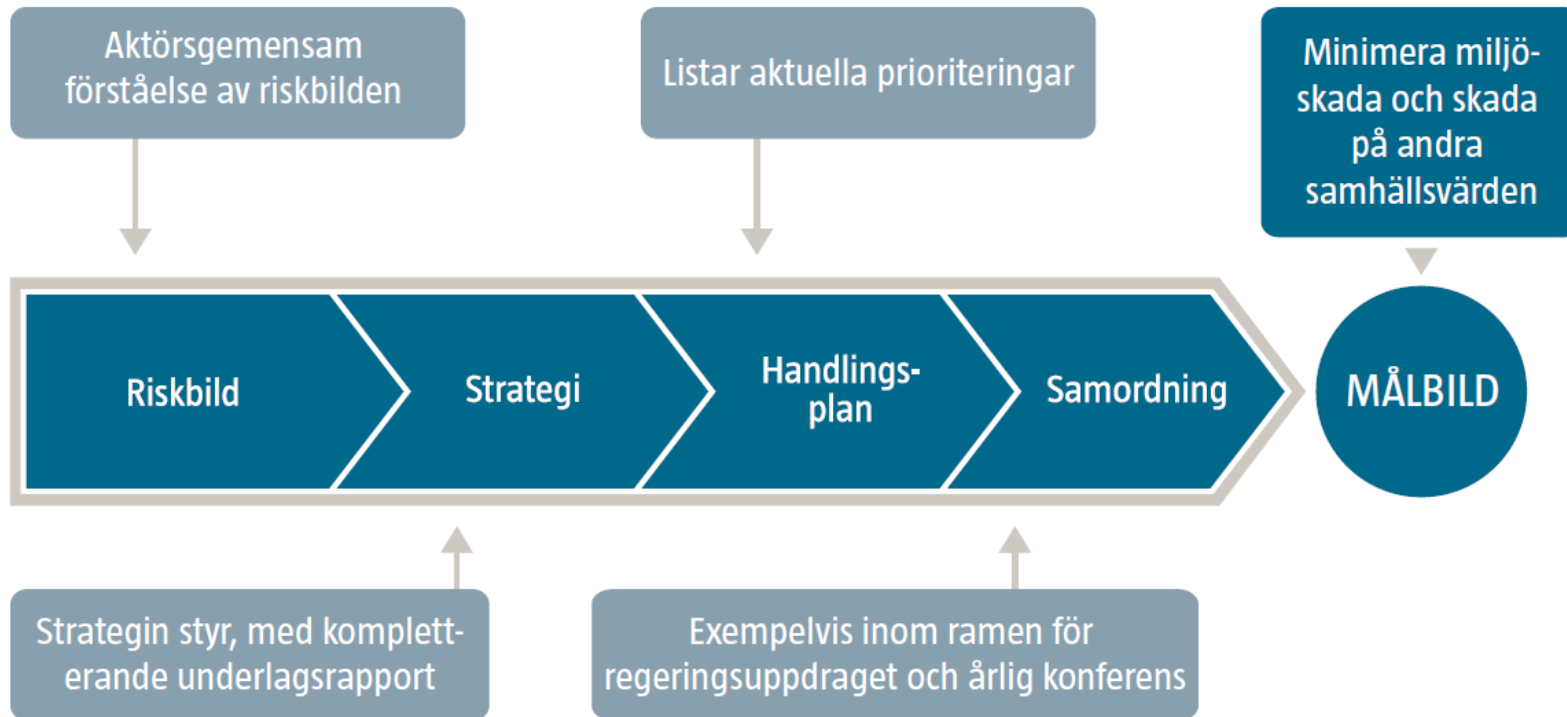 Aktörsgemensam
förståelse av riskbilden
Listar aktuella prioriteringar
Minimera miljö-
skada och skada
på andra
samhällsvärden
Riskbild
Strategi
Handlings-
plan
Samordning
MÅLBILD
Strategin styr, med komplett-
erande underlagsrapport
Exempelvis inom ramen för
regeringsuppdraget och årlig konferens